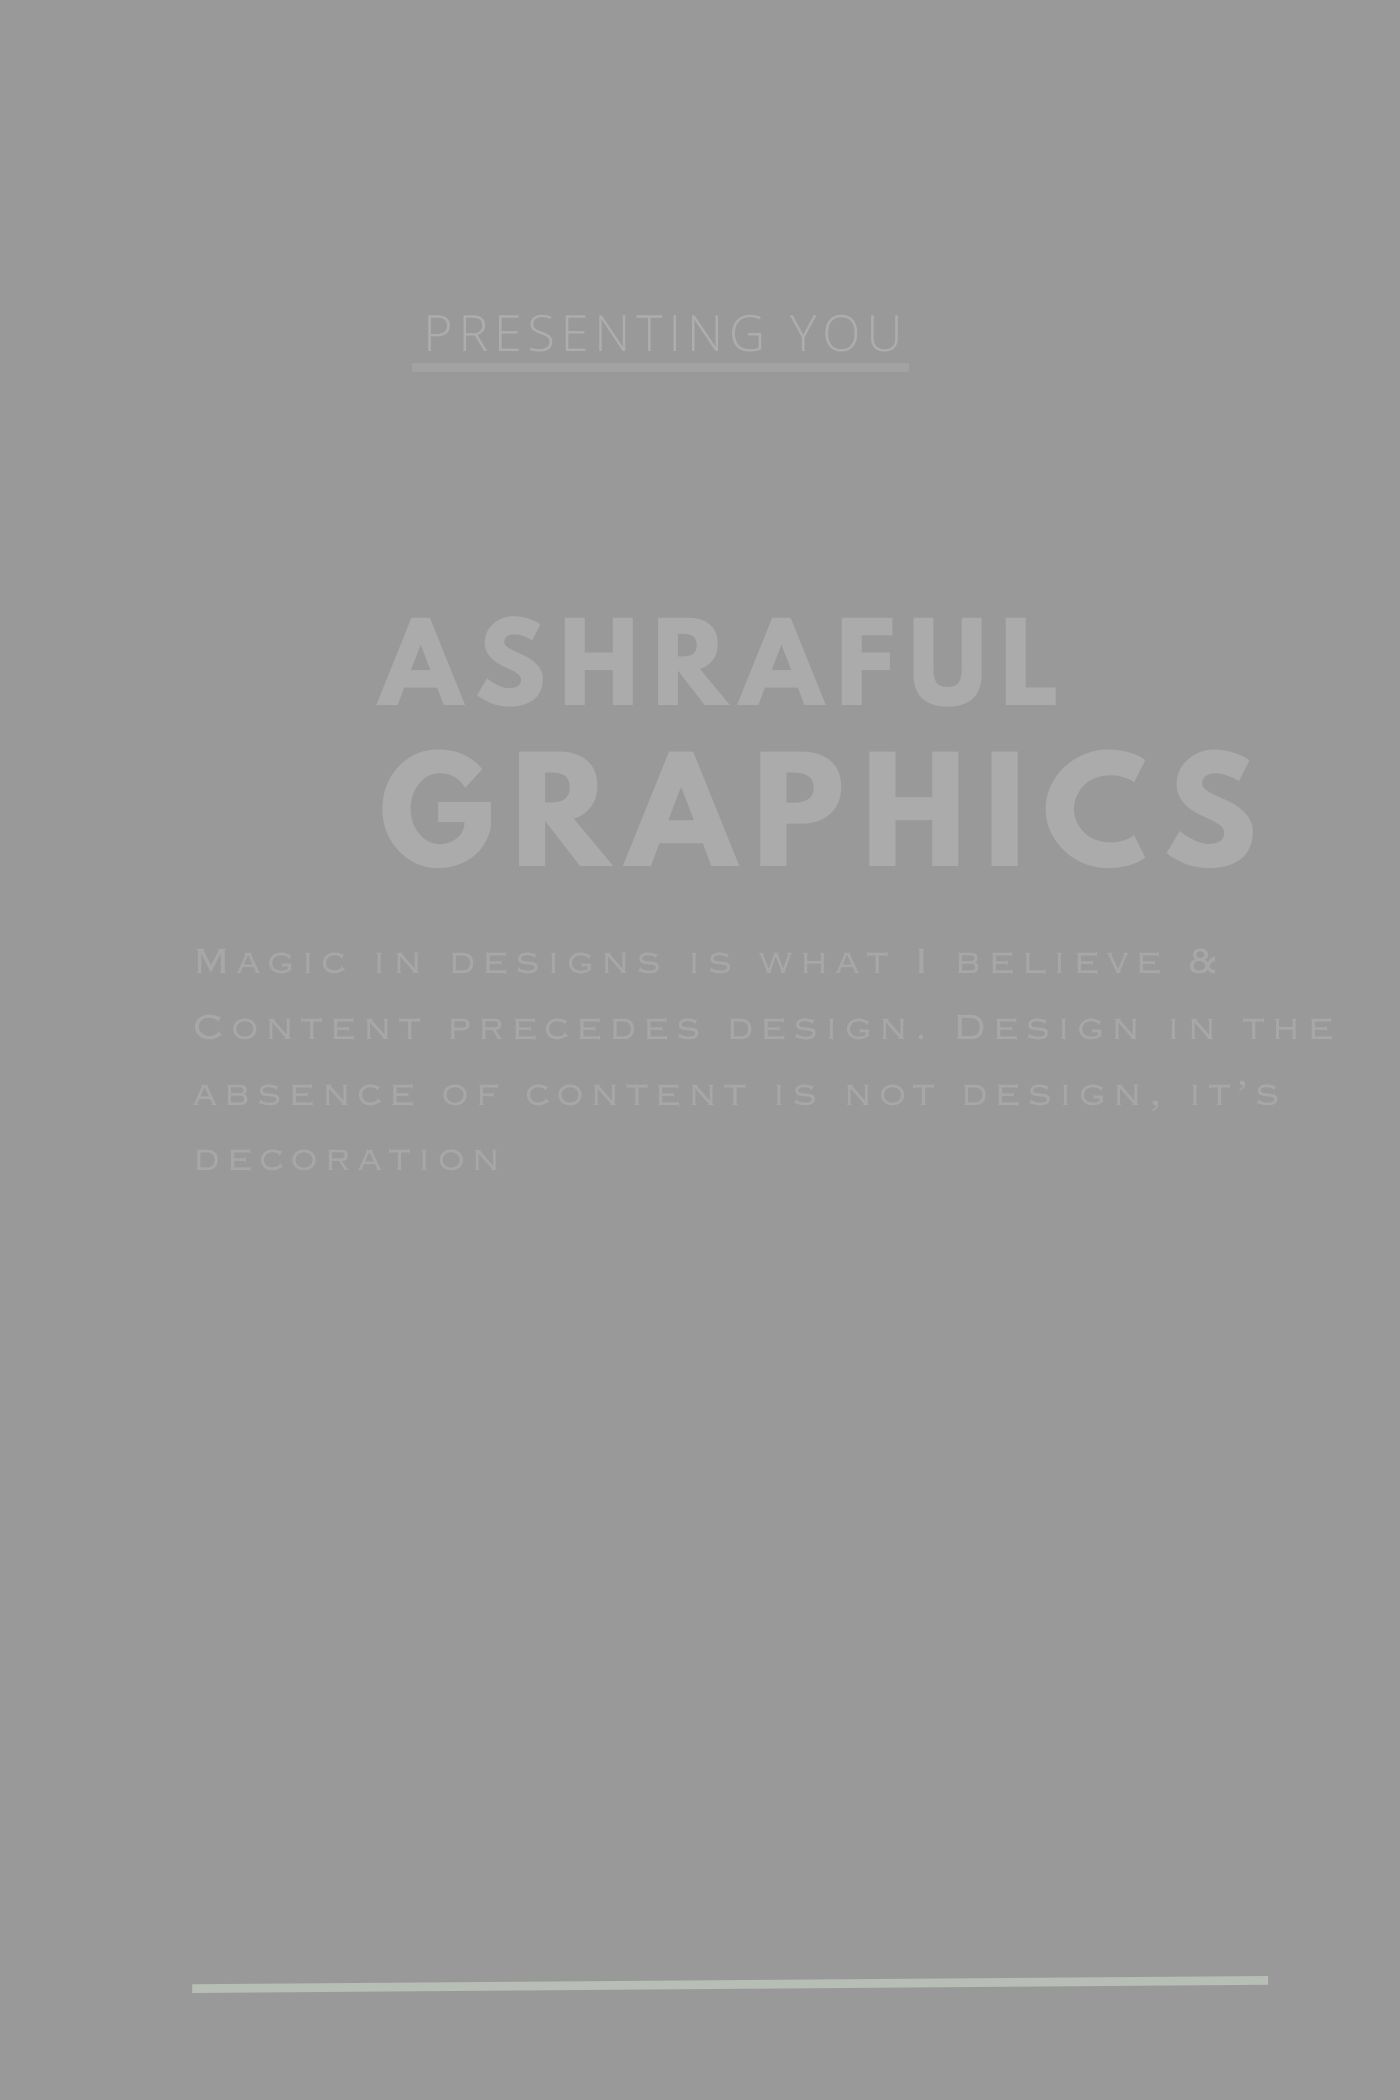 PRESENTING YOU
ASHRAFUL
GRAPHICS
Magic in designs is what I believe &
Content precedes design. Design in the
absence of content is not design, it’s
decoration